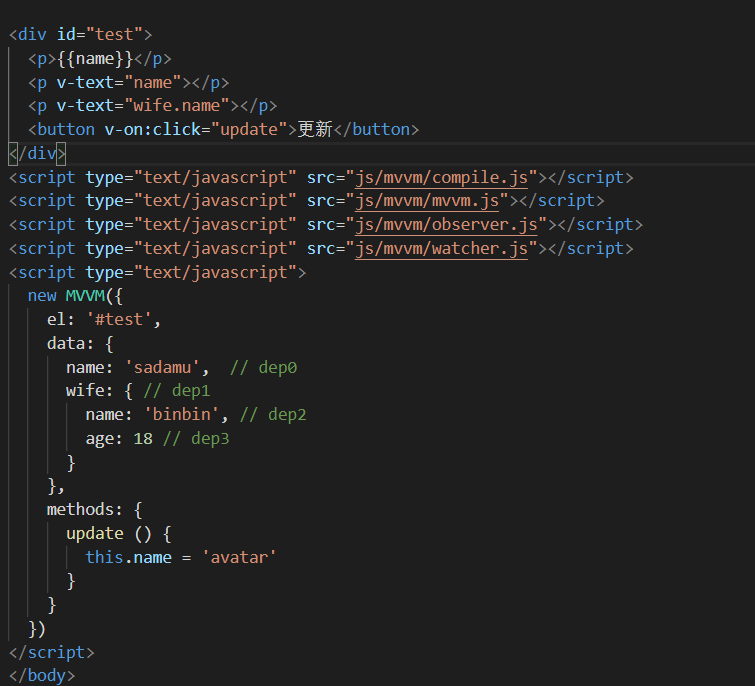 <div id="test">
  <p>{{name}}</p>
  <p v-text="name"></p>
  <p v-text="wife.name"></p>
  <button v-on:click="update">更新</button>
</div>
<script type="text/javascript" src="js/mvvm/compile.js"></script>
<script type="text/javascript" src="js/mvvm/mvvm.js"></script>
<script type="text/javascript" src="js/mvvm/observer.js"></script>
<script type="text/javascript" src="js/mvvm/watcher.js"></script>
<script type="text/javascript">
  new MVVM({
    el: '#test',
    data: {
      name: 'sadamu',  // dep0
      wife: { // dep1
        name: 'binbin', // dep2
        age: 18 // dep3
      }
    },
    methods: {
      update () {
        this.name = 'avatar'
      }
    }
  })
</script>
</body>